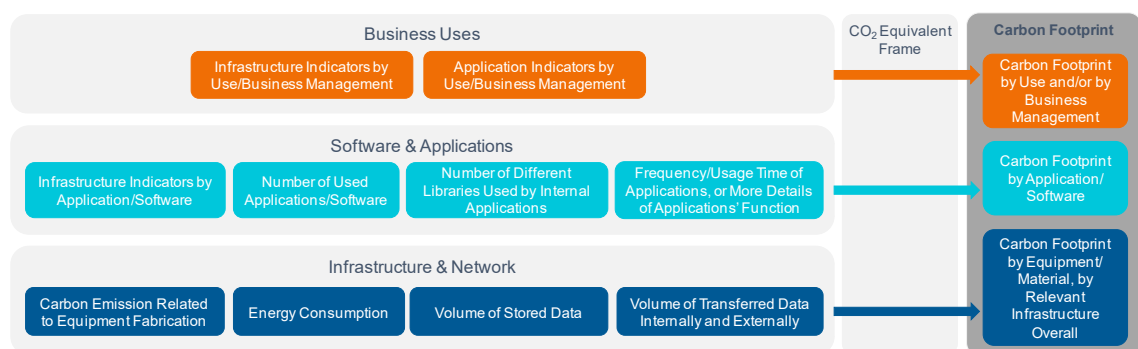 Business Uses
Infrastructure Indicators by
Use/Business Management
Application Indicators by
Use/Business Management
CO₂ Equivalent
Frame
Carbon Footprint
Carbon Footprint
by Use and/or by
Business
Management
Software & Applications
Infrastructure Indicators by
Application/Software
Number of Used
Applications/Software
Number of Different
Libraries Used by Internal
Applications
Frequency/Usage Time of
Applications, or More Details
of Applications' Function
Carbon Footprint
by Application/
Software
Infrastructure & Network
Carbon Emission Related
to Equipment Fabrication
Energy Consumption
Volume of Stored Data
Volume of Transferred Data
Internally and Externally
Carbon Footprint
by Equipment/
Material, by
Relevant
Infrastructure
Overall